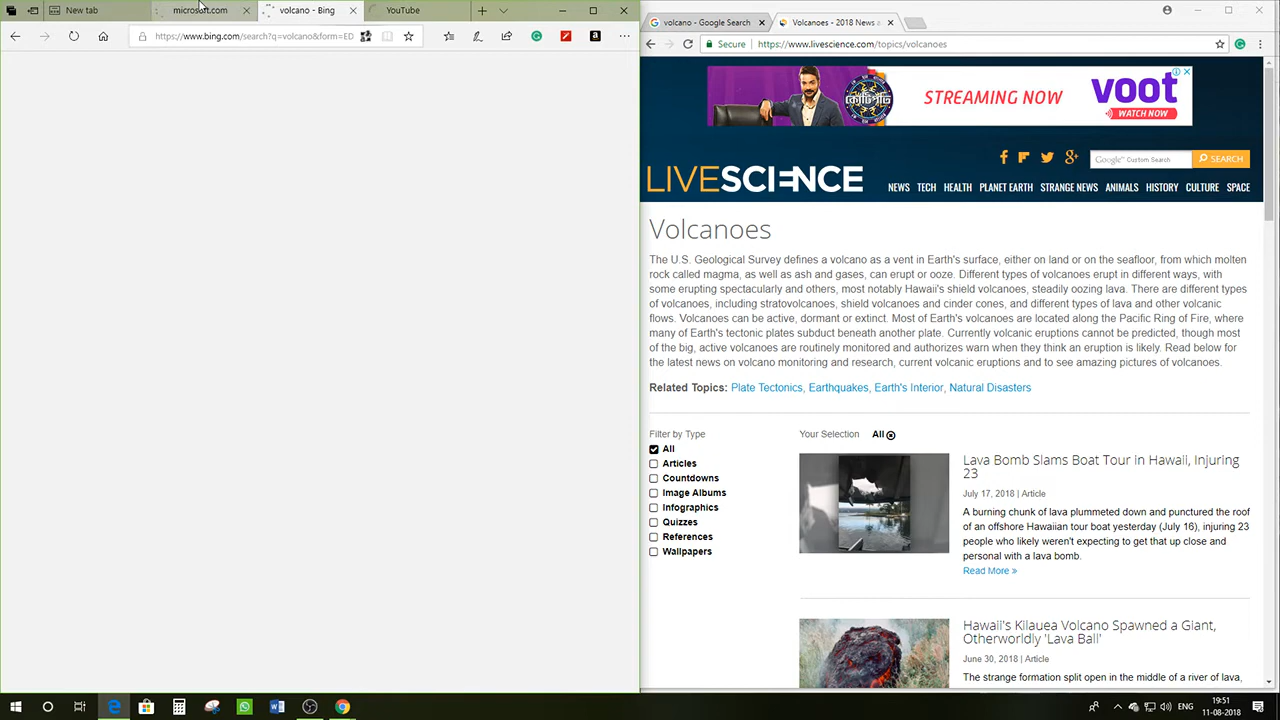 New tab
microsoft.com
volcano - Bing
YouTube
https://www.bing.com/search?q=volcano&form=ED
volcano - Google Search
Volcanoes - 2018 News a
Secure
https://www.livescience.com/topics/volcanoes
STREAMING NOW
voot
WATCH NOW
Google Custom Search
SEARCH
LIVESCIENCE
NEWS TECH HEALTH PLANET EARTH STRANGE NEWS ANIMALS HISTORY CULTURE SPACE
Volcanoes
The U.S. Geological Survey defines a volcano as a vent in Earth's surface, either on land or on the seafloor, from which molten
rock called magma, as well as ash and gases, can erupt or ooze. Different types of volcanoes erupt in different ways, with
some erupting spectacularly and others, most notably Hawaii's shield volcanoes, steadily oozing lava. There are different types
of volcanoes, including stratovolcanoes, shield volcanoes and cinder cones, and different types of lava and other volcanic
flows. Volcanoes can be active, dormant or extinct. Most of Earth's volcanoes are located along the Pacific Ring of Fire, where
many of Earth's tectonic plates subduct beneath another plate. Currently volcanic eruptions cannot be predicted, though most
of the big, active volcanoes are routinely monitored and authorizes warn when they think an eruption is likely. Read below for
the latest news on volcano monitoring and research, current volcanic eruptions and to see amazing pictures of volcanoes.
Related Topics: Plate Tectonics, Earthquakes, Earth's Interior, Natural Disasters
Filter by Type
All
Articles
Countdowns
Image Albums
Infographics
Quizzes
References
Wallpapers
Your Selection All
Lava Bomb Slams Boat Tour in Hawaii, Injuring
23
July 17, 2018 | Article
A burning chunk of lava plummeted down and punctured the roof
of an offshore Hawaiian tour boat yesterday (July 16), injuring 23
people who likely weren't expecting to get that up close and
personal with a lava bomb.
Read More »
Hawaii's Kilauea Volcano Spawned a Giant,
Otherworldly 'Lava Ball'
June 30, 2018 | Article
The strange formation split open in the middle of a river of lava,
ENG
19:51
11-08-2018